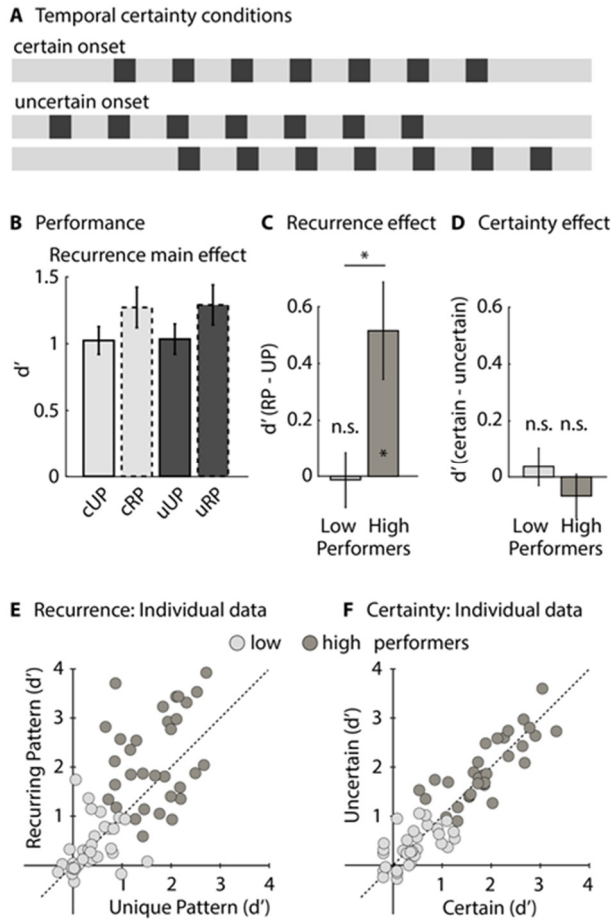 A Temporal certainty conditions
certain onset
uncertain onset
B Performance
Recurrence main effect
d'
1.5
1
0.5
0
cUP
cRP
uUP
uRP
C Recurrence effect
*
d' (RP - UP)
0.6
0.4
0.2
0
n.s.
*
Low High
Performers
D Certainty effect
d' (certain - uncertain)
0.6
0.4
0.2
0
n.s. n.s.
Low High
Performers
E Recurrence: Individual data
F Certainty: Individual data
low high performers
Recurring Pattern (d')
4
3
2
1
1 2 3 4
Unique Pattern (d')
Uncertain (d')
4
3
2
1
1 2 3 4
Certain (d')